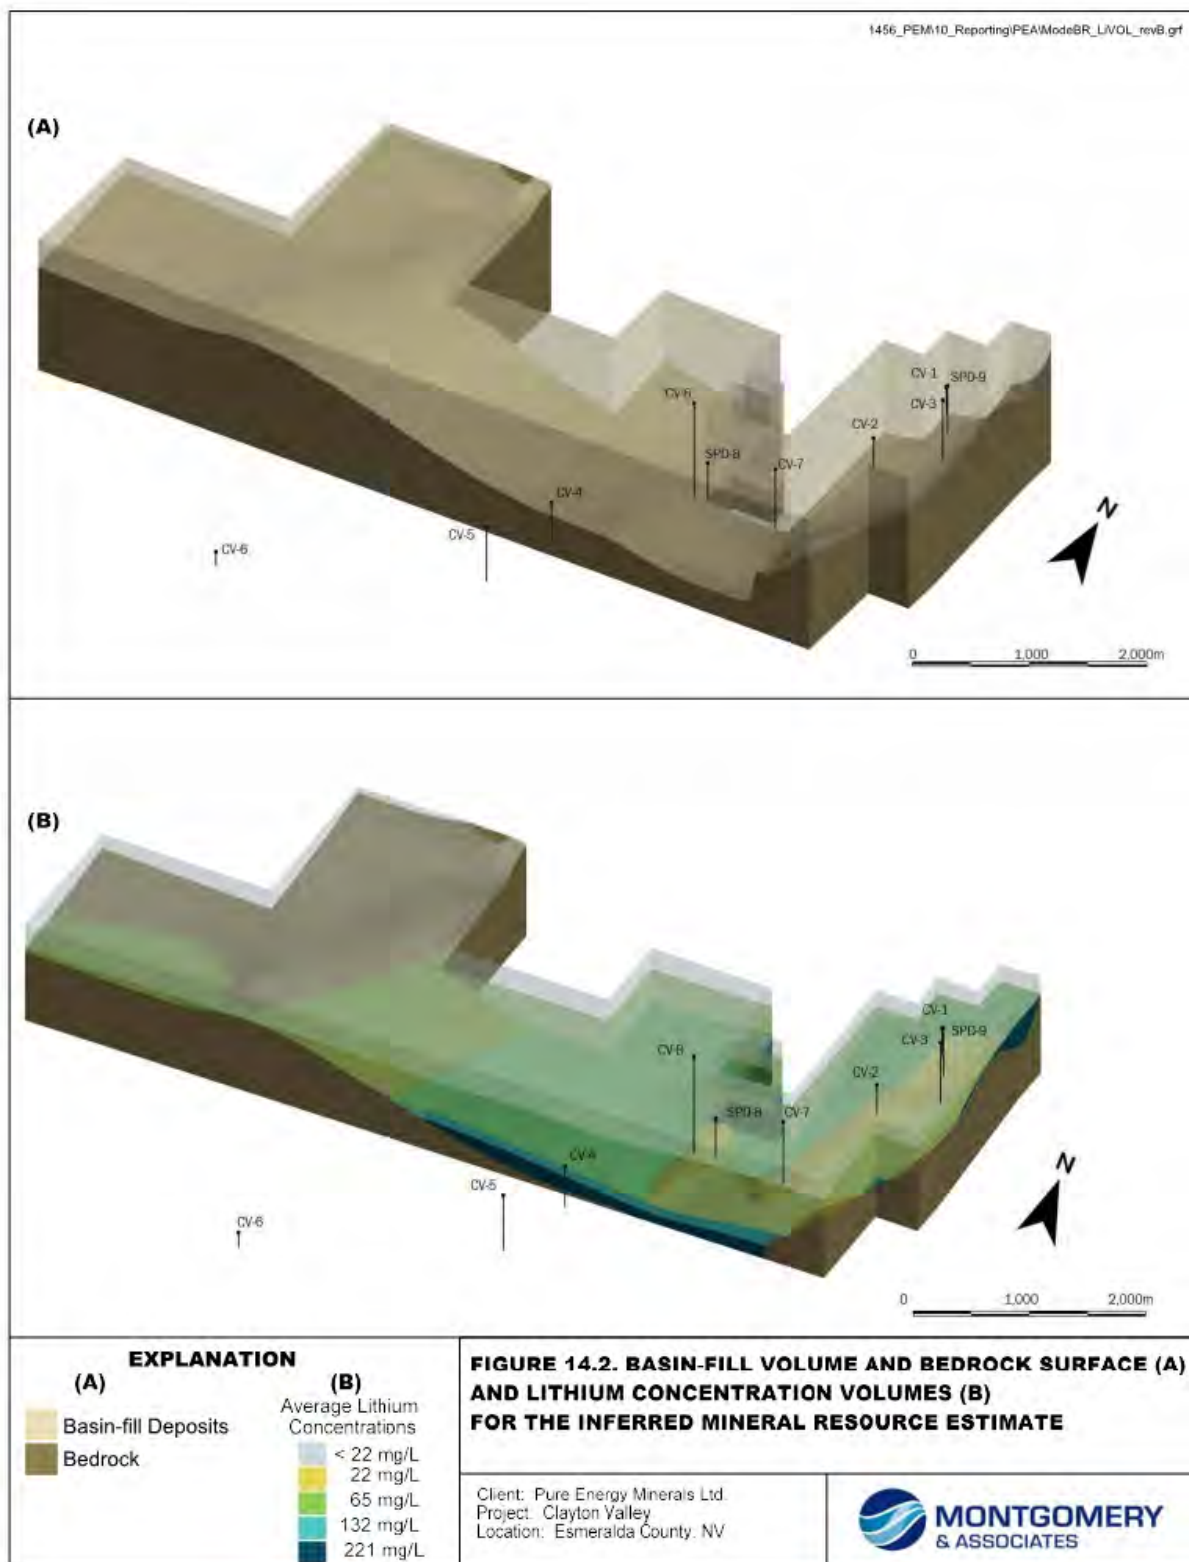 1456_PEM\10_Reporting\PEA\ModeBR_LiVOL_revB.grf
(A)
CV-1
SPD-9
CV-6
CV-3
CV-2
SPD-8
CV-7
CV-4
CV-5
CV-6
N
0 1,000 2,000m
(B)
CV-1
SPD-9
CV-3
CV-8
CV-2
SPD-8
CV-7
CV-4
CV-5
CV-6
N
0 1,000 2,000m
EXPLANATION
(A)
Basin-fill Deposits
Bedrock
(B)
Average Lithium
Concentrations
< 22 mg/L
22 mg/L
65 mg/L
132 mg/L
221 mg/L
FIGURE 14.2. BASIN-FILL VOLUME AND BEDROCK SURFACE (A)
AND LITHIUM CONCENTRATION VOLUMES (B)
FOR THE INFERRED MINERAL RESOURCE ESTIMATE
Client: Pure Energy Minerals Ltd.
Project: Clayton Valley
Location: Esmeralda County. NV
MONTGOMERY
& ASSOCIATES